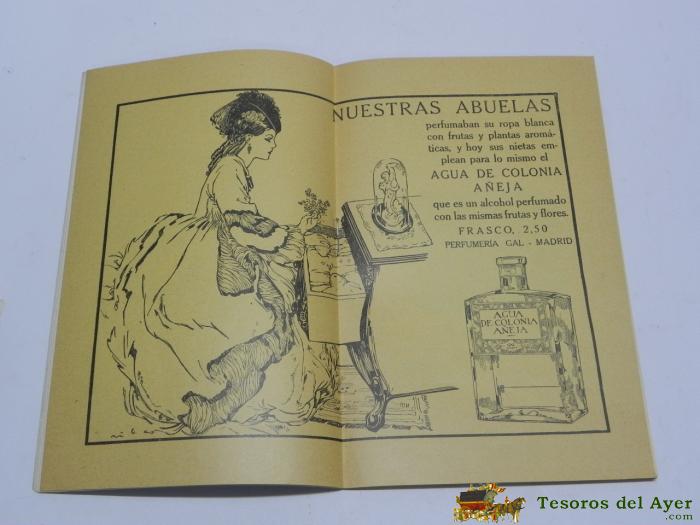 NUESTRAS ABUELAS
perfumaban su ropa blanca
con frutas y plantas aromá-
ticas, y hoy sus nietas em-
plean para lo mismo el
AGUA DE COLONIA
AÑEJA
que es un alcohol perfumado
con las mismas frutas y flores.
FRASCO, 2,50
PERFUMERÍA GAL - MADRID
AGUA
DE COLONIA
AÑEJA
Tesoros del Ayer
.com